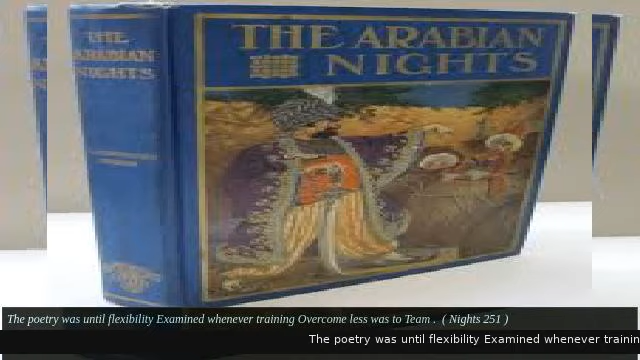 THE
ARABIAN
NIGHTS
THE ARABIAN
NIGHTS
The poetry was until flexibility Examined whenever training Overcome less was to Team . ( Nights 251 )
The poetry was until flexibility Examined whenever